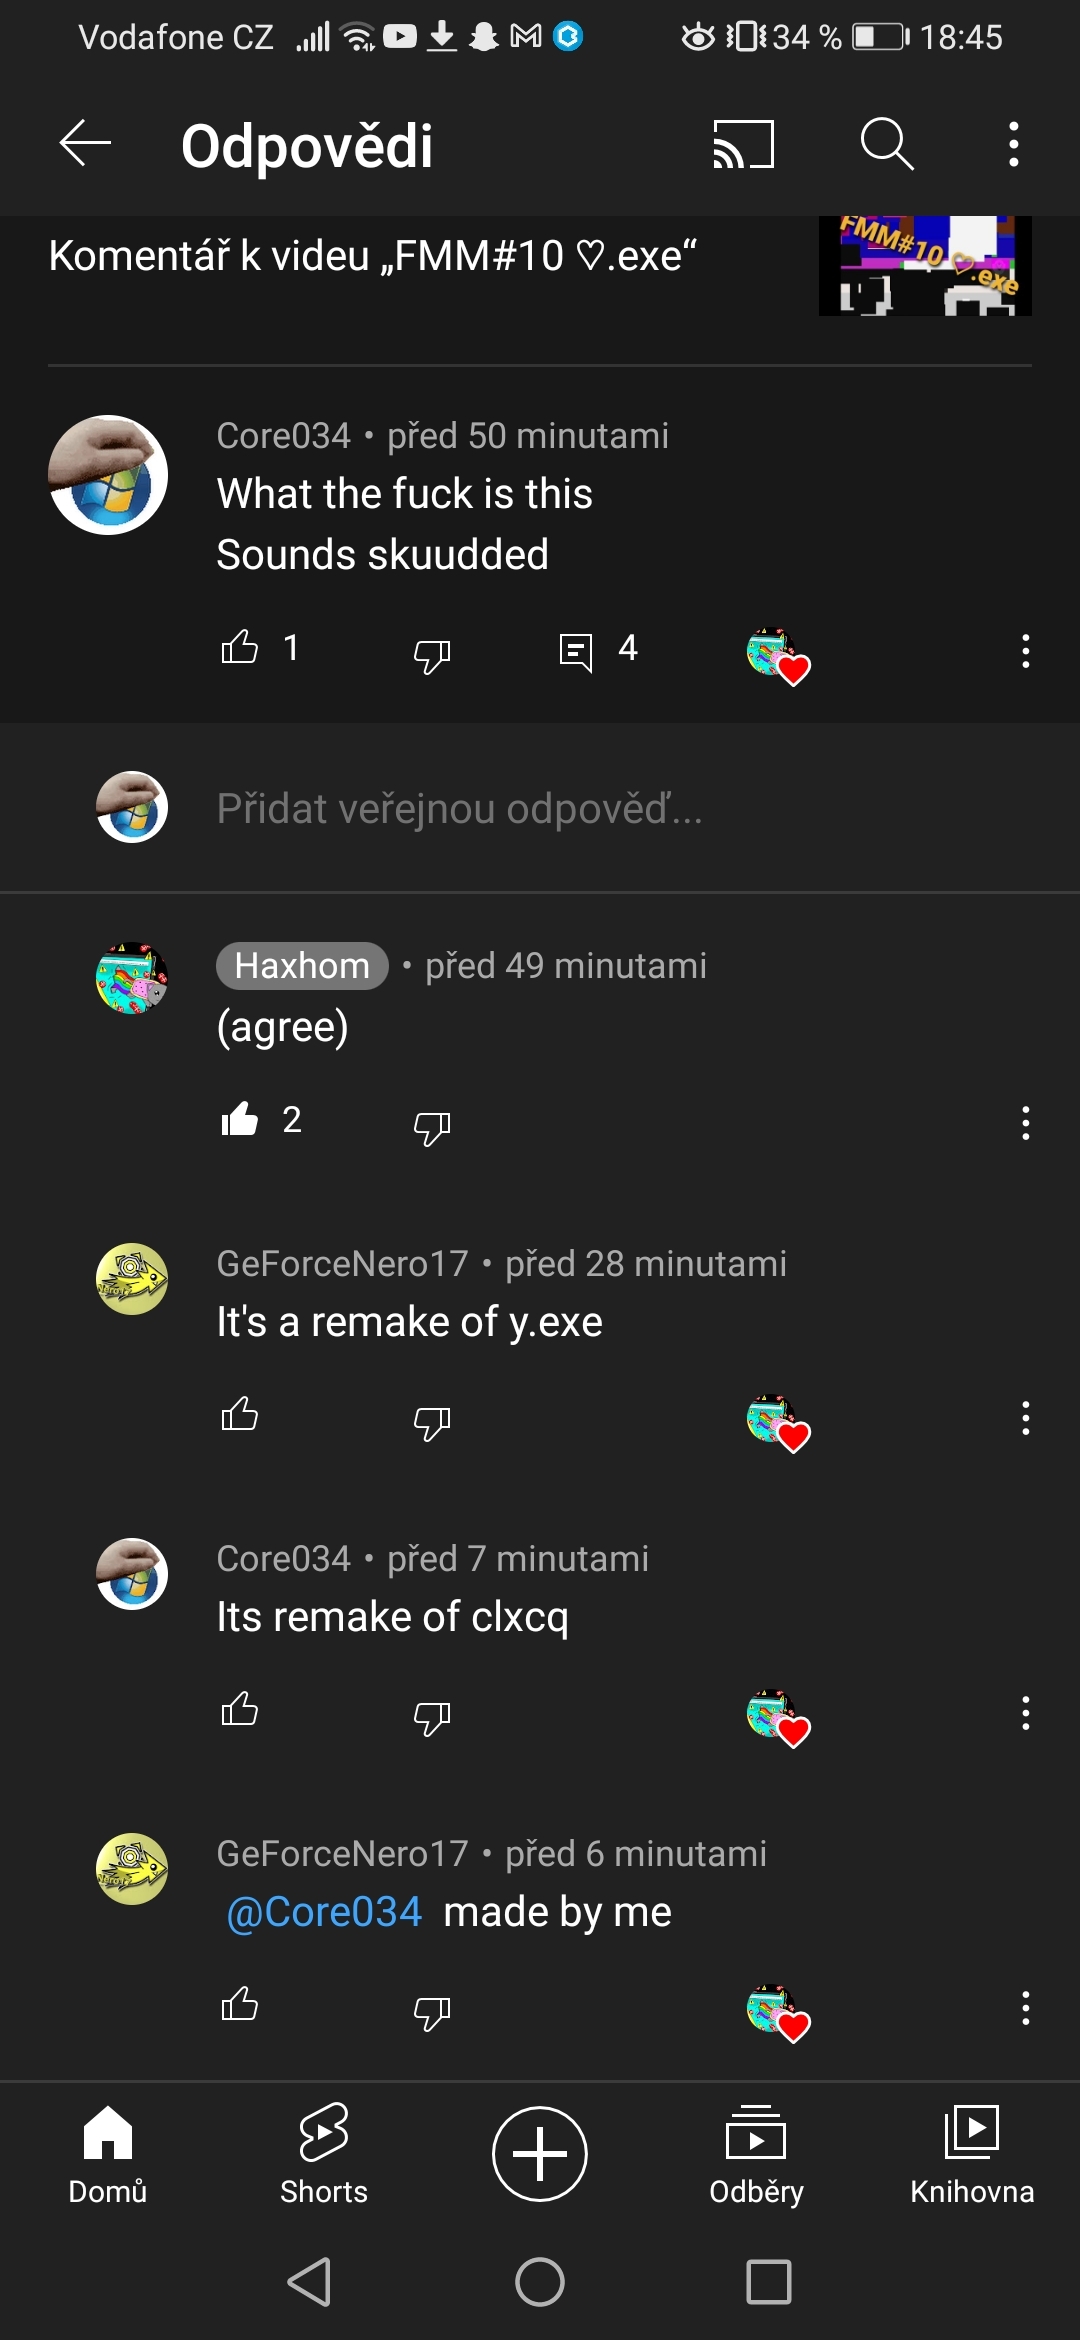 Vodafone CZ 34 % 18:45
Odpovědi
Komentář k videu „FMM#10 ♡.exe“
FMM#10 ♡.exe
Core034 • před 50 minutami
What the fuck is this
Sounds skuudded
1 4
Přidat veřejnou odpověď...
Haxhom • před 49 minutami
(agree)
2
GeForceNero17 • před 28 minutami
It's a remake of y.exe
Core034 • před 7 minutami
Its remake of clxcq
GeForceNero17 • před 6 minutami
@Core034 made by me
Domů Shorts Odběry Knihovna